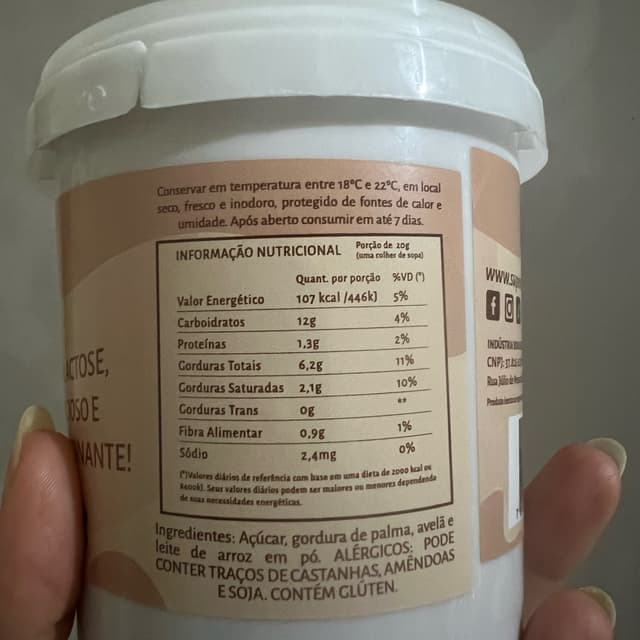 Conservar em temperatura entre 18°C e 22°C, em local
seco, fresco e inodoro, protegido de fontes de calor e
umidade. Após aberto consumir em até 7 dias.
INFORMAÇÃO NUTRICIONAL Porção de 20g
(uma colher de sopa)
Quant. por porção %VD (*)
Valor Energético 107 kcal /446kJ 5%
Carboidratos 12g 4%
Proteínas 1,3g 2%
Gorduras Totais 6,2g 11%
Gorduras Saturadas 2,1g 10%
Gorduras Trans 0g **
Fibra Alimentar 0,9g 1%
Sódio 2,4mg 0%
(*)Valores diários de referência com base em uma dieta de 2000 kcal ou
8400kJ. Seus valores diários podem ser maiores ou menores dependendo
de suas necessidades energéticas.
Ingredientes: Açúcar, gordura de palma, avelã e
leite de arroz em pó. ALÉRGICOS: PODE
CONTER TRAÇOS DE CASTANHAS, AMÊNDOAS
E SOJA. CONTÉM GLÚTEN.
ACTOSE,
OSO E
NANTE!
www.sup
INDÚSTRIA
CNPJ: 37.
Rua Júlio de